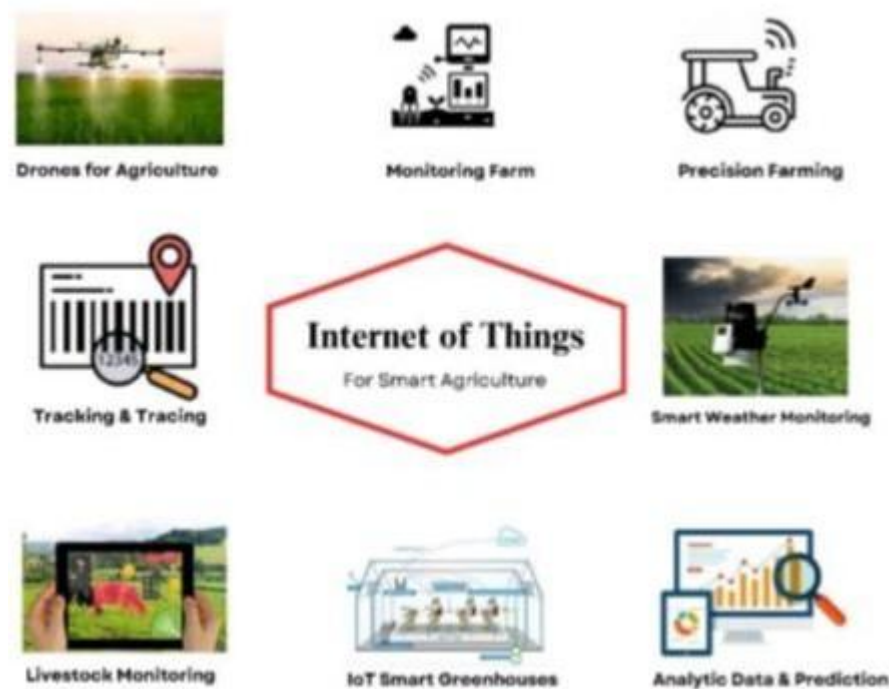 Drones for Agriculture
Monitoring Farm
Precision Farming
12345
Tracking & Tracing
Internet of Things
For Smart Agriculture
Smart Weather Monitoring
Livestock Monitoring
IoT Smart Greenhouses
Analytic Data & Prediction